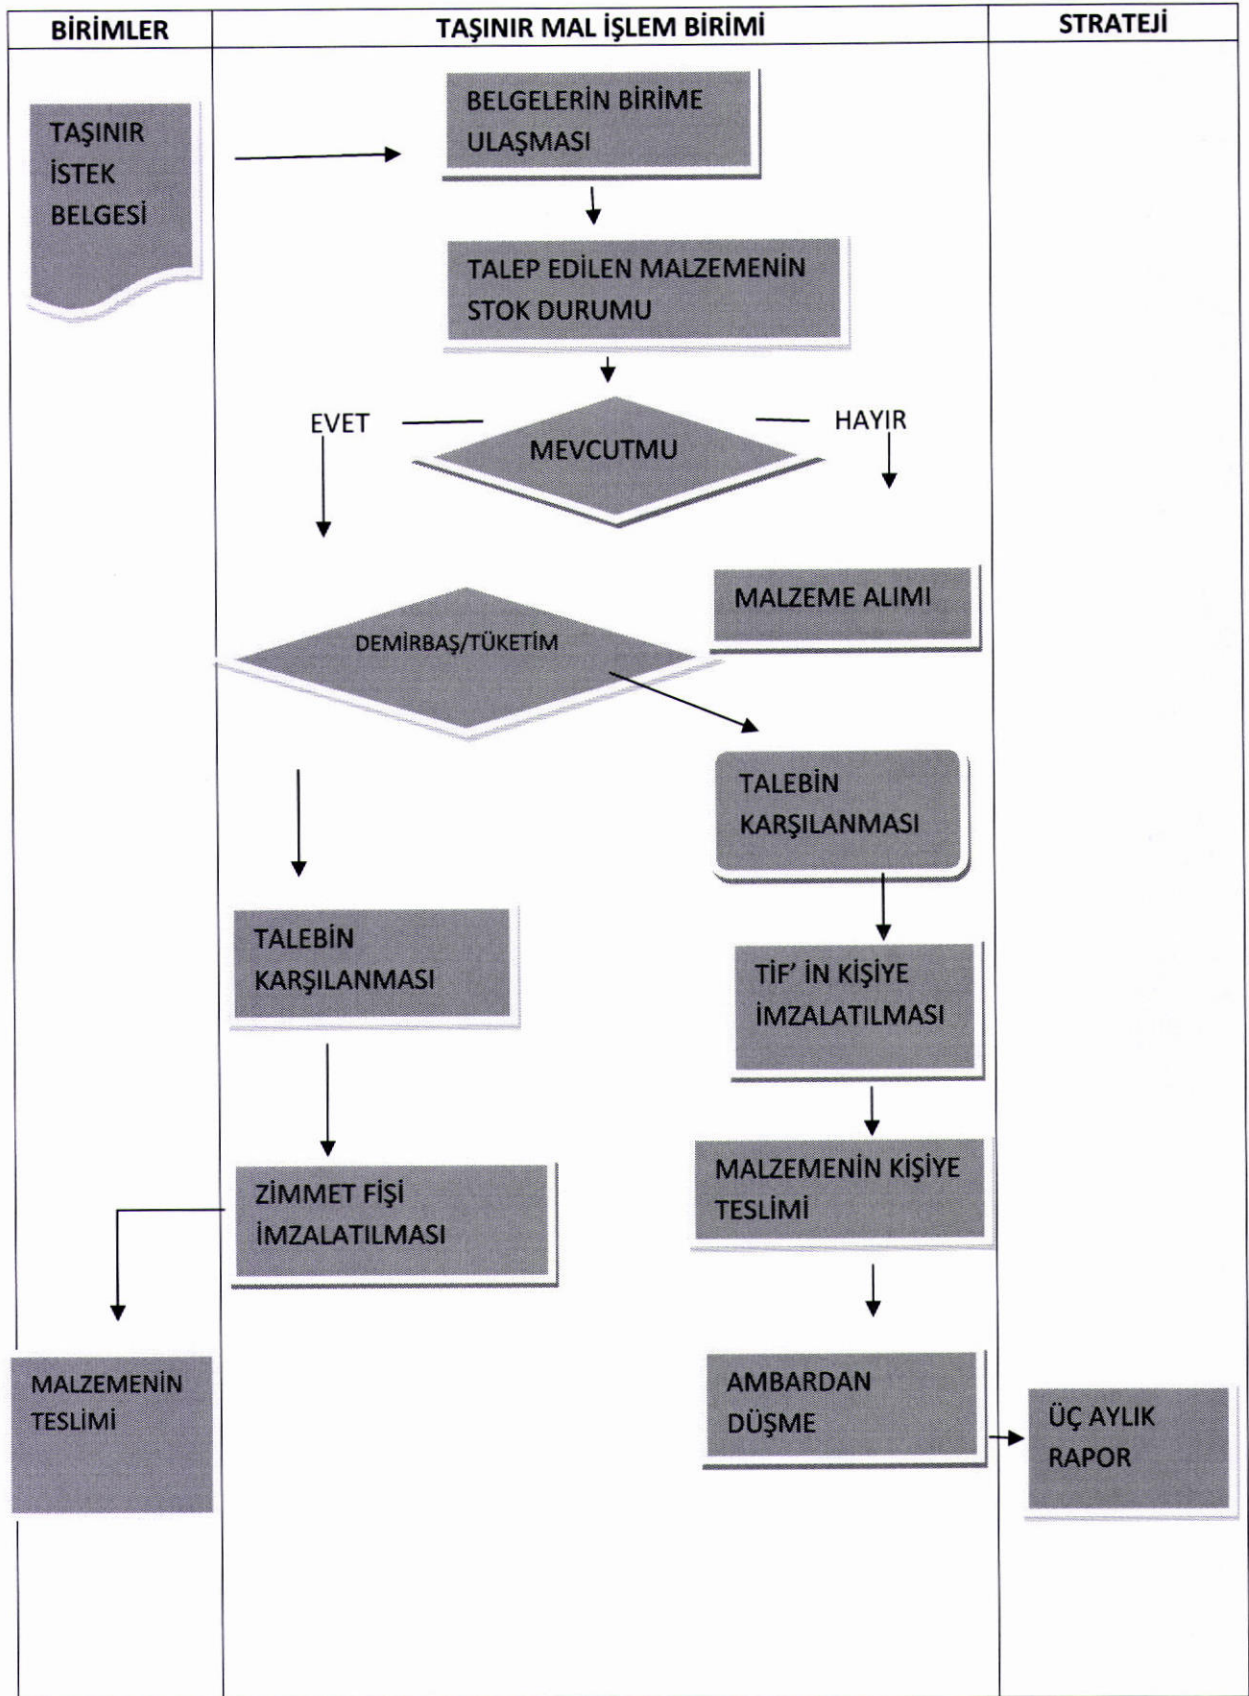 BİRİMLER
TAŞINIR MAL İŞLEM BİRİMİ
STRATEJİ
TAŞINIR
İSTEK
BELGESİ
BELGELERİN BİRİME
ULAŞMASI
TALEP EDİLEN MALZEMENİN
STOK DURUMU
EVET
MEVCUTMU
HAYIR
DEMİRBAŞ/TÜKETİM
MALZEME ALIMI
TALEBİN
KARŞILANMASI
TALEBİN
KARŞILANMASI
TİF' İN KİŞİYE
İMZALATILMASI
ZİMMET FİŞİ
İMZALATILMASI
MALZEMENİN KİŞİYE
TESLİMİ
MALZEMENİN
TESLİMİ
AMBARDAN
DÜŞME
ÜÇ AYLIK
RAPOR